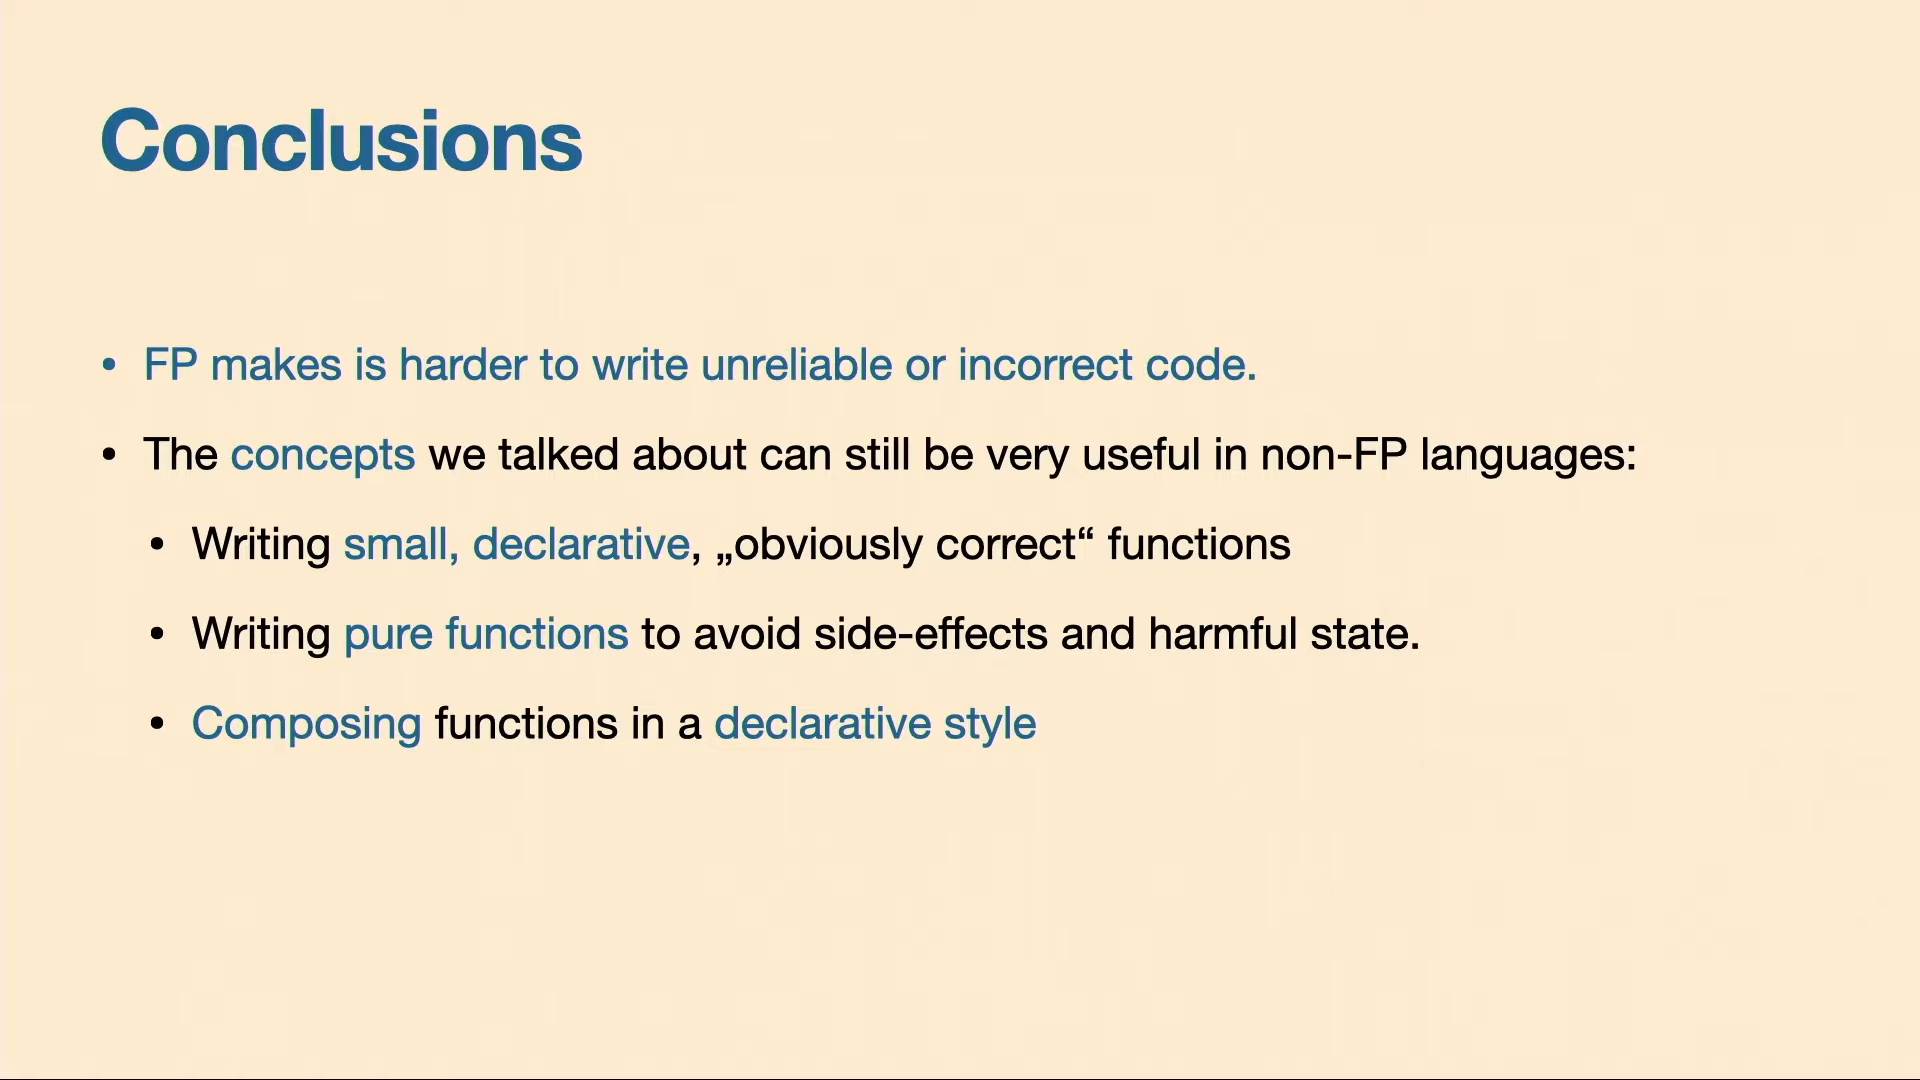 Conclusions
• FP makes is harder to write unreliable or incorrect code.
• The concepts we talked about can still be very useful in non-FP languages:
• Writing small, declarative, „obviously correct“ functions
• Writing pure functions to avoid side-effects and harmful state.
• Composing functions in a declarative style